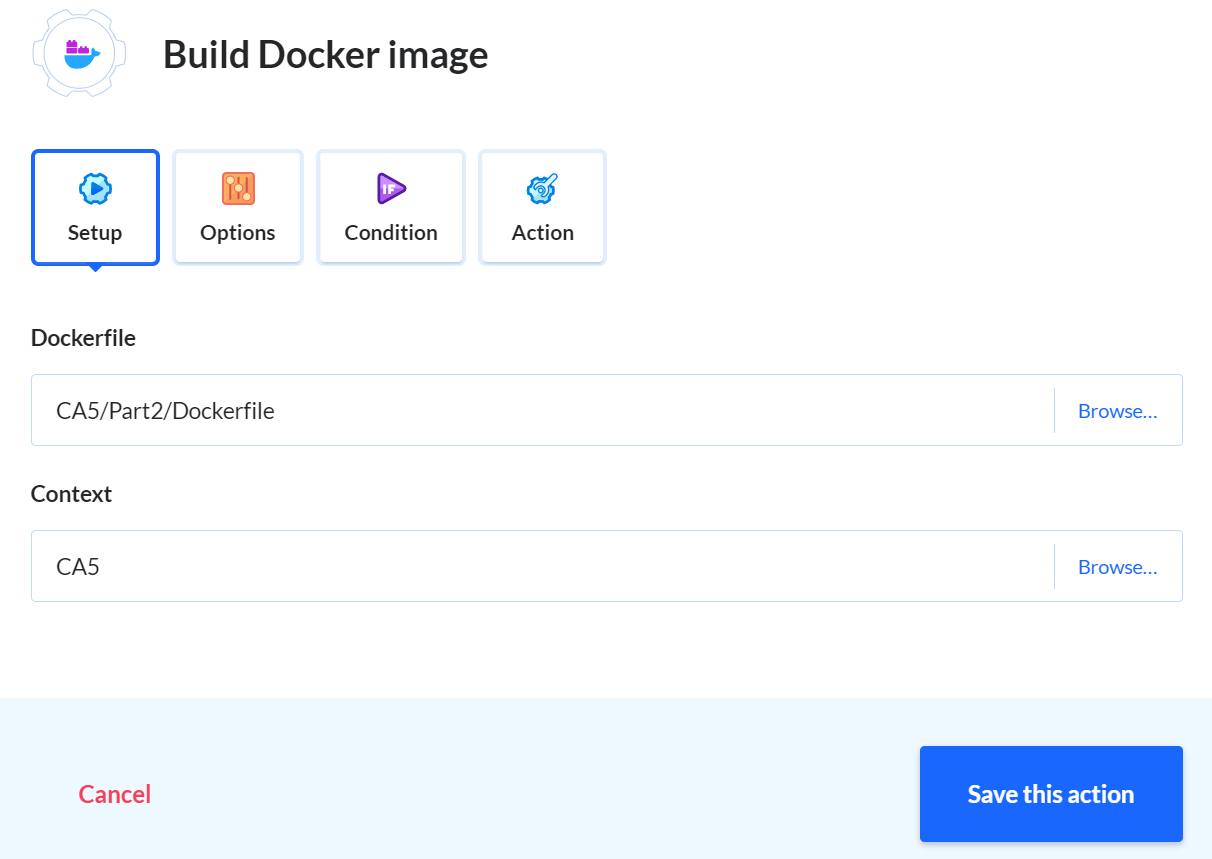 Build Docker image
IF
Setup
Options
Condition
Action
Dockerfile
CA5/Part2/Dockerfile
Browse...
Context
CA5
Browse...
Cancel
Save this action